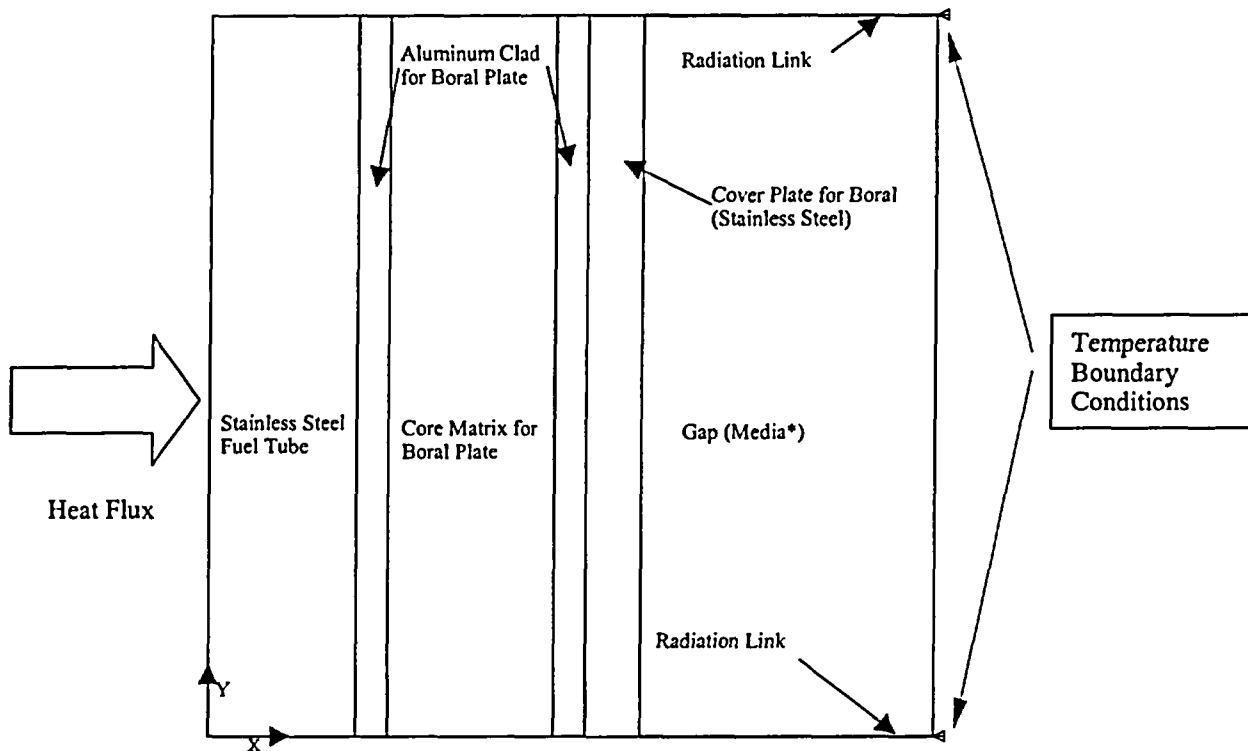 Aluminum Clad
for Boral Plate
Radiation Link
Cover Plate for Boral
(Stainless Steel)
Temperature
Boundary
Conditions
Stainless Steel
Fuel Tube
Core Matrix for
Boral Plate
Gap (Media*)
Heat Flux
Radiation Link
Y
X